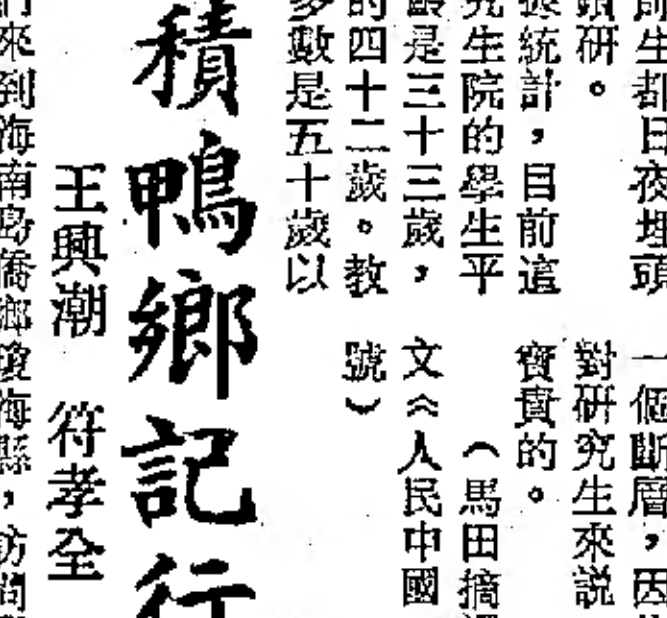 前生都日夜埋頭
鑽研。
據統計，目前這
究生院的學生平
齡是三十三歲，
的四十二歲。教
多數是五十歲以
一個斷層，因
對研究生來説
寶貴的。
（馬田摘譯
文《人民中國
號）
積鴨鄉記行
王興潮　符孝全
們來到海南島僑鄉瓊海縣，訪問